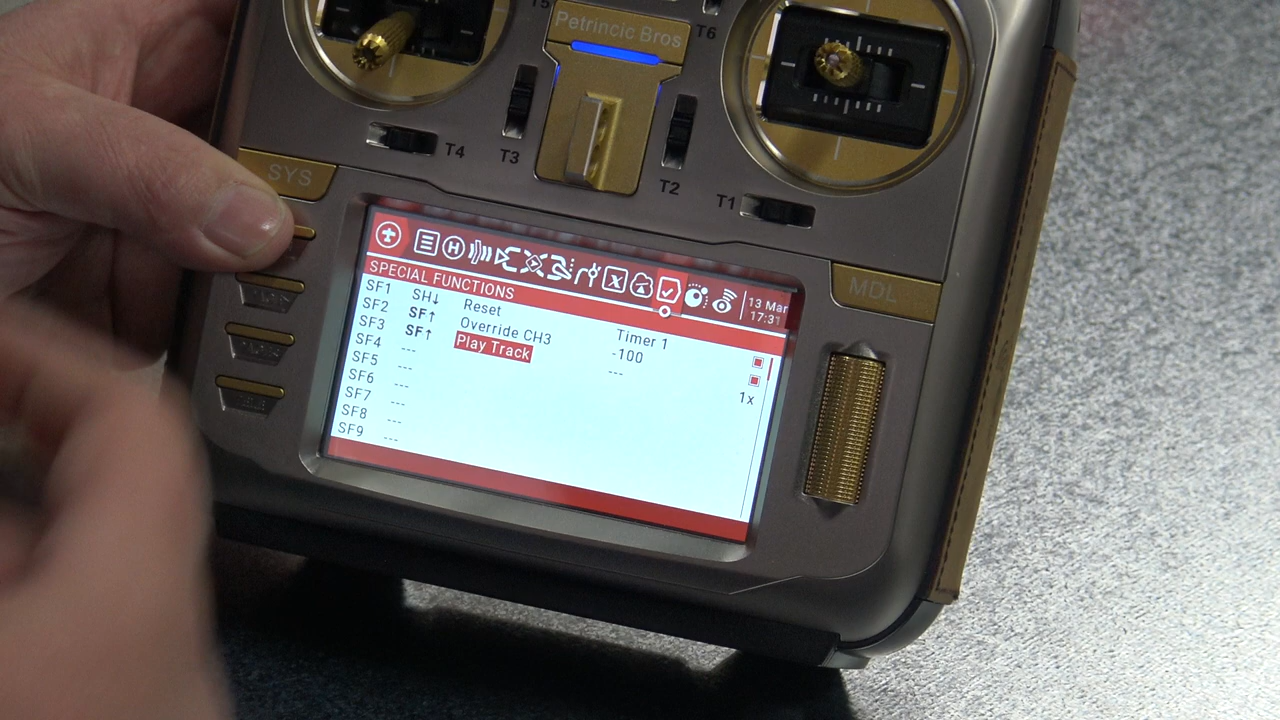 T5
Petrincic Bros
T6
T4
T3
T2
T1
SYS
MDL
13 Mar
17:31
SPECIAL FUNCTIONS
SF1 SH↓ Reset Timer 1
SF2 SF↑ Override CH3 -100
SF3 SF↑ Play Track --- 1x
SF4 ---
SF5 ---
SF6 ---
SF7 ---
SF8 ---
SF9 ---